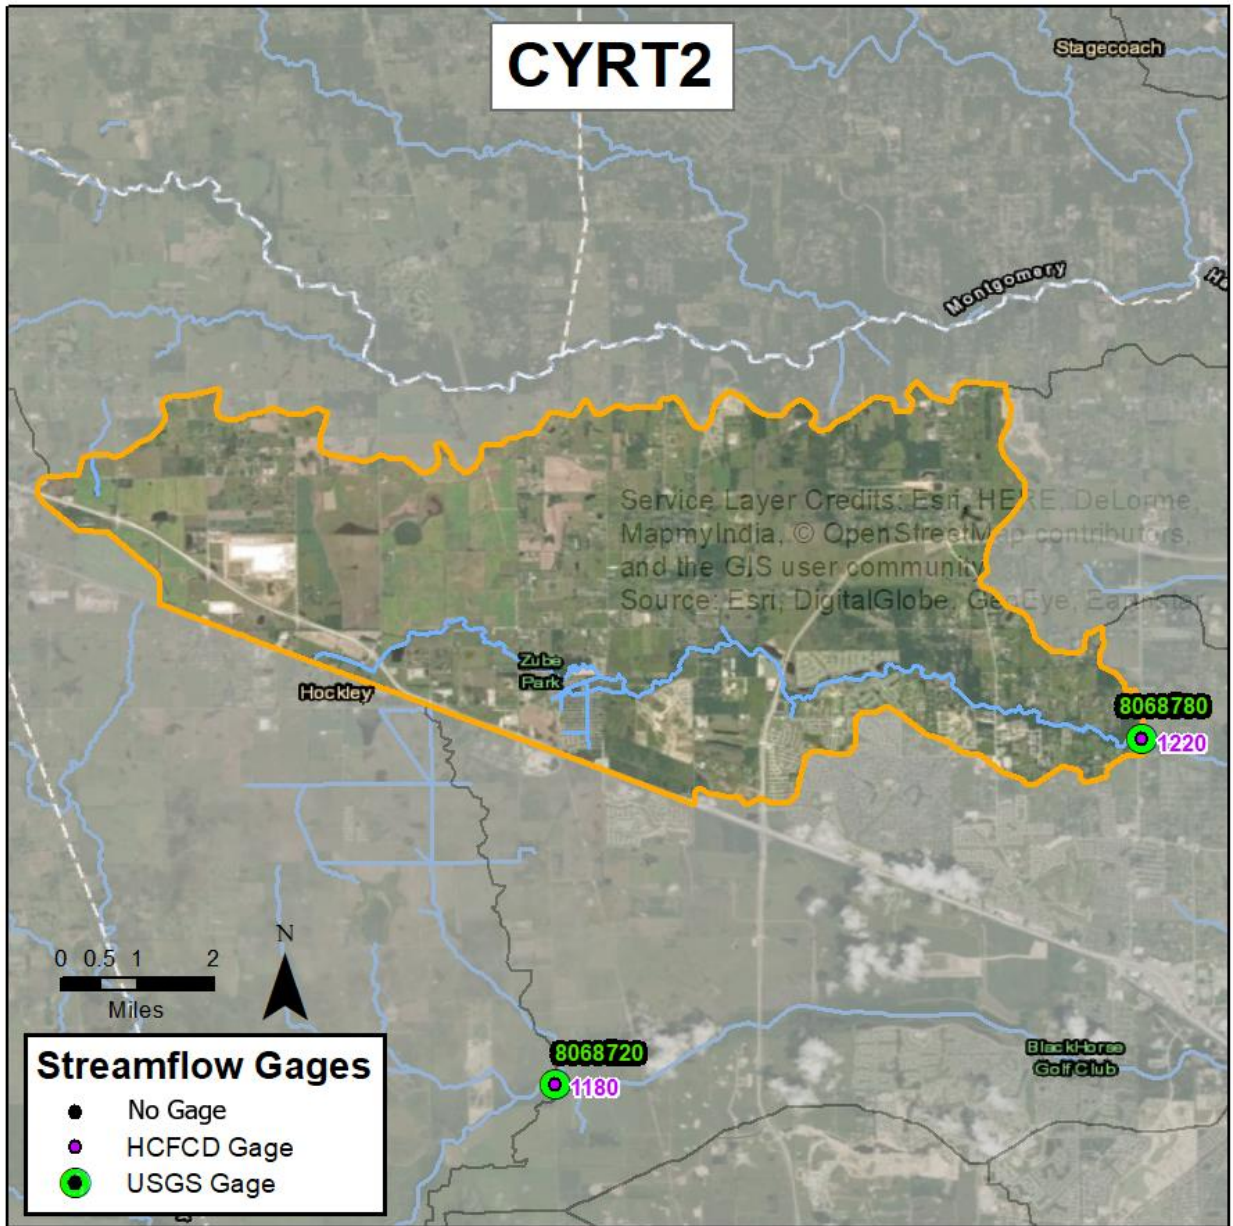 CYRT2
Stagecoach
Montgomery
Service Layer Credits: Esri, HERE, DeLorme,
MapmyIndia, © OpenStreetMap contributors,
and the GIS user community
Source: Esri, DigitalGlobe, GeoEye, Earthstar
Zube
Park
Hockley
8068780
1220
N
0 0.5 1 2
Miles
8068720
1180
BlackHorse
Golf Club
Streamflow Gages
No Gage
HCFCD Gage
USGS Gage